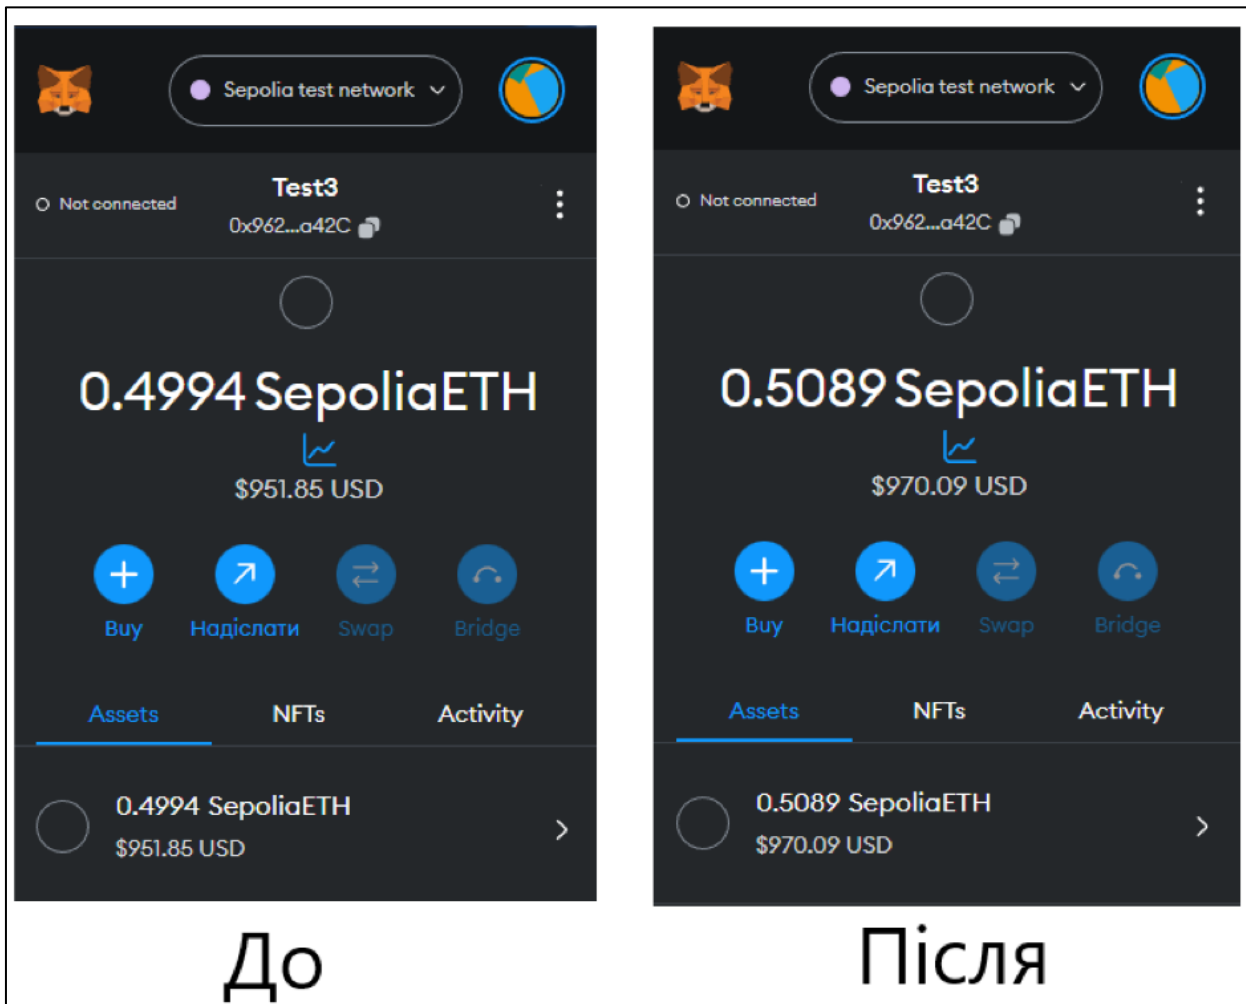 Sepolia test network
Test3
Not connected
0x962...a42C
0.4994 SepoliaETH
$951.85 USD
Buy Надіслати Swap Bridge
Assets NFTs Activity
0.4994 SepoliaETH
$951.85 USD
До
Sepolia test network
Test3
Not connected
0x962...a42C
0.5089 SepoliaETH
$970.09 USD
Buy Надіслати Swap Bridge
Assets NFTs Activity
0.5089 SepoliaETH
$970.09 USD
Після